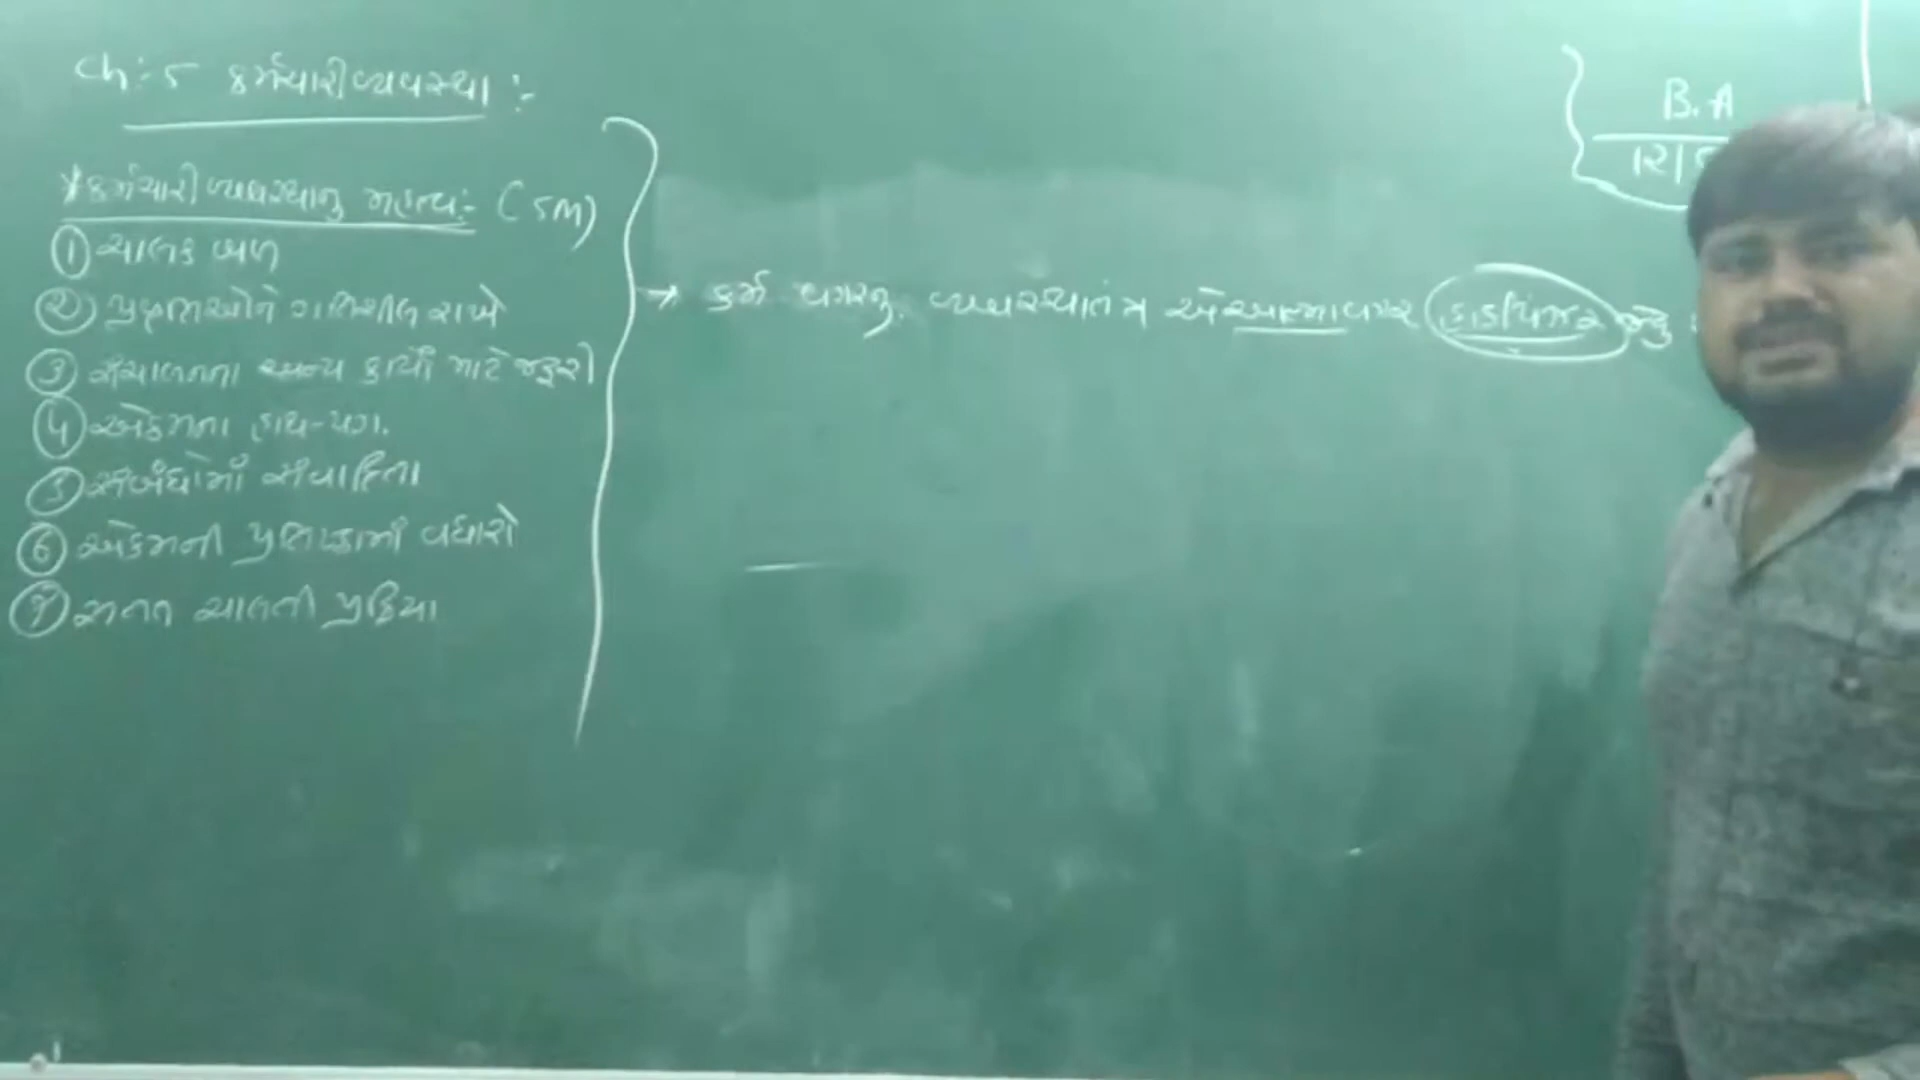 Ch:- 5 કર્મચારી વ્યવસ્થા :-
* કર્મચારી વ્યવસ્થાનુ મહત્વ:- (5M)
① ચાલક બળ
② પ્રવૃત્તિઓને ગતિશીલ રાખે
③ સંચાલનના અન્ય કાર્યો માટે જરૂરી
④ એકમના હાથ-પગ.
⑤ સંબંધોમાં સંવાદિતા
⑥ એકમની પ્રતિષ્ઠામાં વધારો
⑦ સતત ચાલતી પ્રક્રિયા
→ કર્મ વગરનુ વ્યવસ્થાતંત્ર એ આત્મા વગર હાડપિંજર જેવું
B.A
12